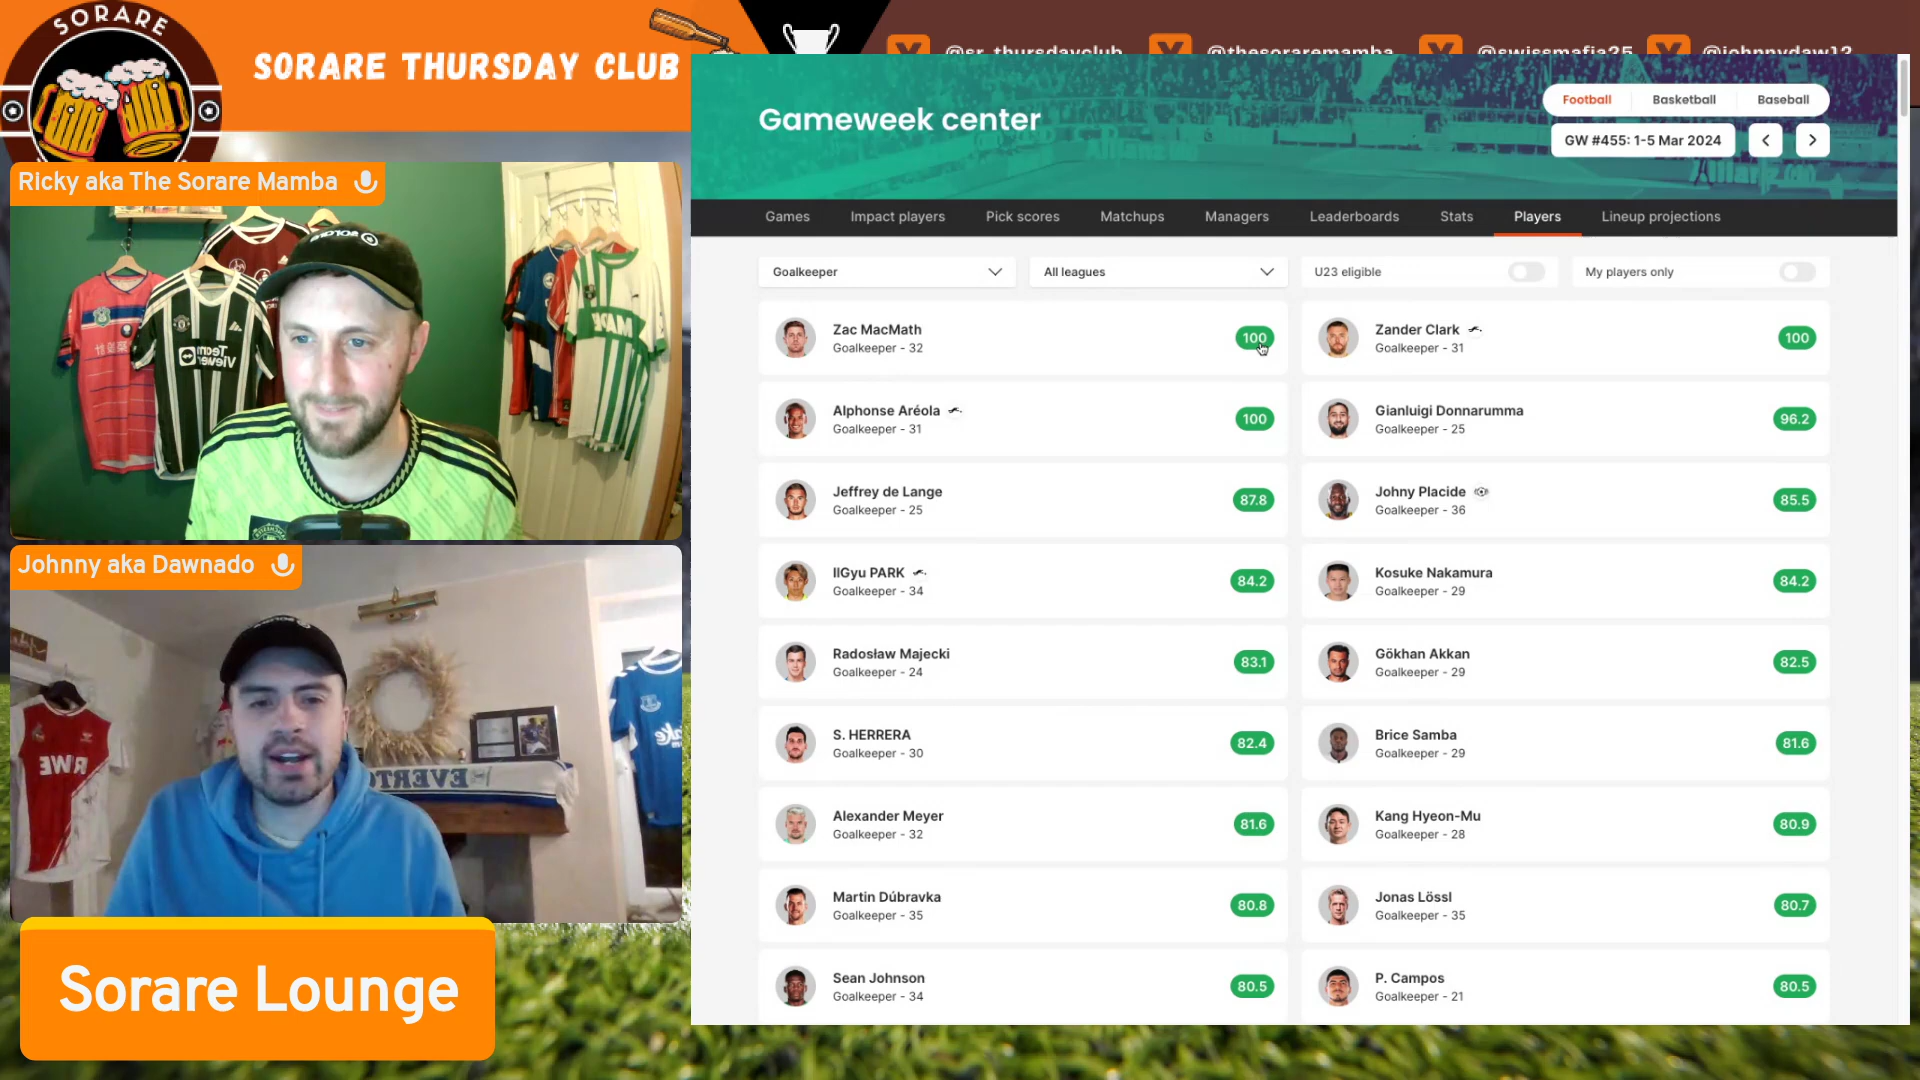 SORARE
SORARE THURSDAY CLUB
@sr_thursdayclub
@thesoraremamba
@swissmafia25
@johnnydaw12
Ricky aka The Sorare Mamba
Johnny aka Dawnado
EVERTO
RWE
Sorare Lounge
Gameweek center
Football
Basketball
Baseball
GW #455: 1-5 Mar 2024
Games
Impact players
Pick scores
Matchups
Managers
Leaderboards
Stats
Players
Lineup projections
Goalkeeper
All leagues
U23 eligible
My players only
Zac MacMath
Goalkeeper - 32
100
Zander Clark
Goalkeeper - 31
100
Alphonse Aréola
Goalkeeper - 31
100
Gianluigi Donnarumma
Goalkeeper - 25
96.2
Jeffrey de Lange
Goalkeeper - 25
87.8
Johny Placide
Goalkeeper - 36
85.5
IlGyu PARK
Goalkeeper - 34
84.2
Kosuke Nakamura
Goalkeeper - 29
84.2
Radosław Majecki
Goalkeeper - 24
83.1
Gökhan Akkan
Goalkeeper - 29
82.5
S. HERRERA
Goalkeeper - 30
82.4
Brice Samba
Goalkeeper - 29
81.6
Alexander Meyer
Goalkeeper - 32
81.6
Kang Hyeon-Mu
Goalkeeper - 28
80.9
Martin Dúbravka
Goalkeeper - 35
80.8
Jonas Lössl
Goalkeeper - 35
80.7
Sean Johnson
Goalkeeper - 34
80.5
P. Campos
Goalkeeper - 21
80.5